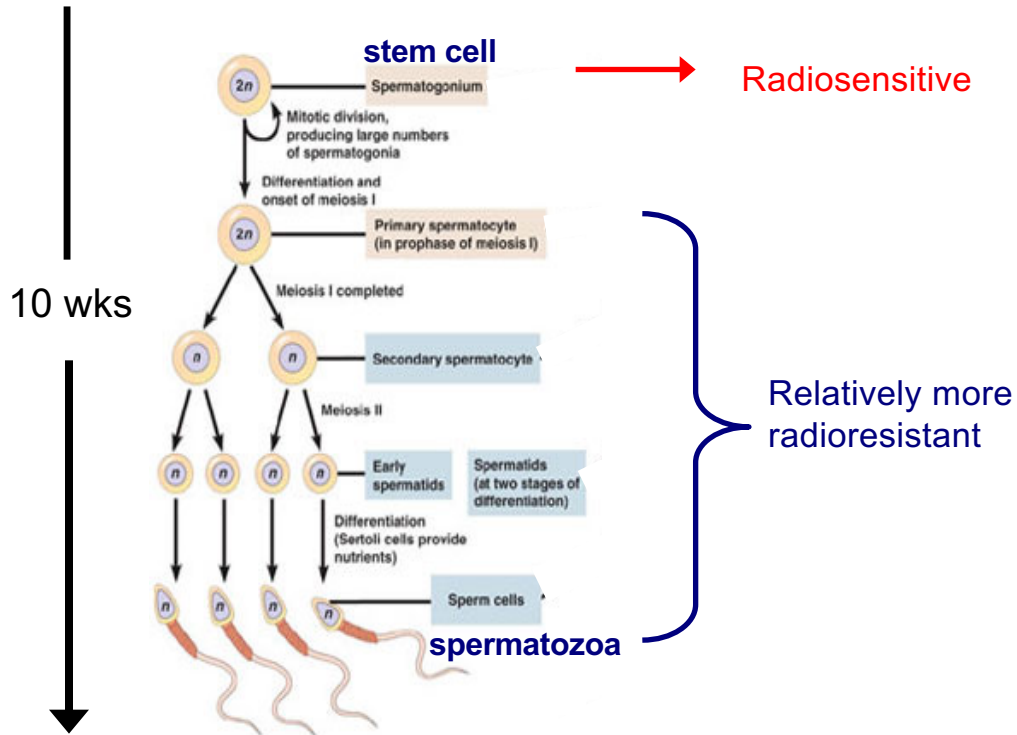 stem cell
2n
Spermatogonium
Radiosensitive
Mitotic division,
producing large numbers
of spermatogonia
Differentiation and
onset of meiosis I
2n
Primary spermatocyte
(in prophase of meiosis I)
10 wks
Meiosis I completed
n
n
Secondary spermatocyte
Relatively more
radioresistant
Meiosis II
n
n
n
n
Early
spermatids
Spermatids
(at two stages of
differentiation)
Differentiation
(Sertoli cells provide
nutrients)
n
n
n
n
Sperm cells
spermatozoa